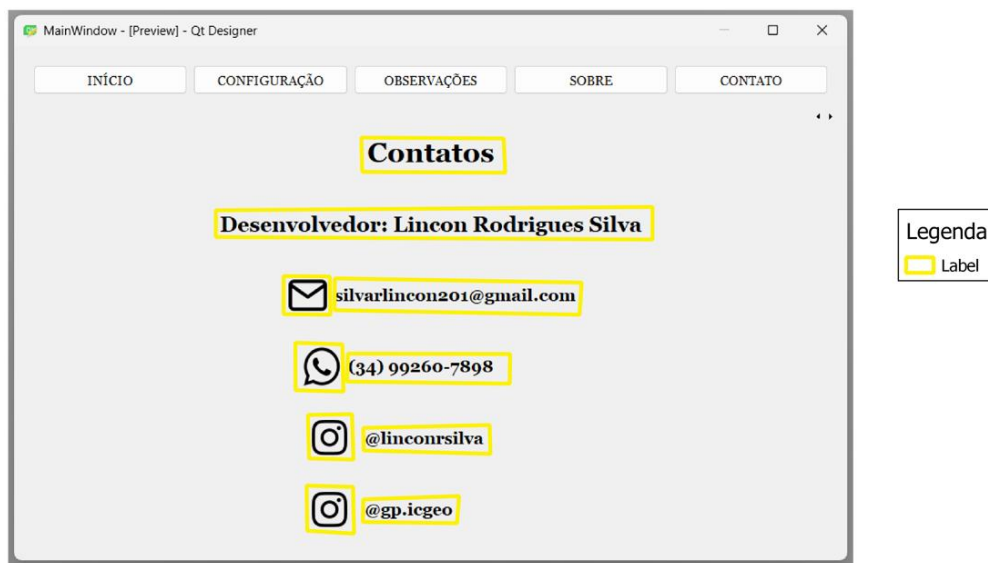 MainWindow - [Preview] - Qt Designer
INÍCIO CONFIGURAÇÃO OBSERVAÇÕES SOBRE CONTATO
Contatos
Desenvolvedor: Lincon Rodrigues Silva
silvarlincon201@gmail.com
(34) 99260-7898
@linconrsilva
@gp.icgeo
Legenda
Label